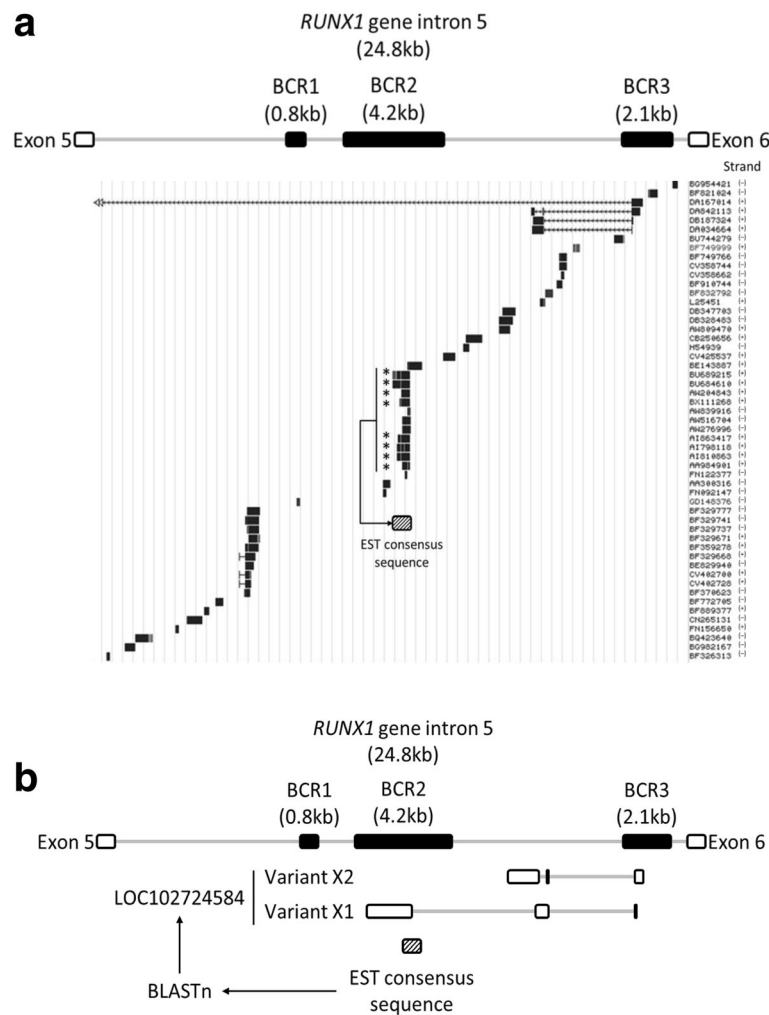 a
RUNX1 gene intron 5
(24.8kb)
BCR1
(0.8kb)
BCR2
(4.2kb)
BCR3
(2.1kb)
Exon 5
Exon 6
Strand
BG954421 (-)
BF821024 (-)
DA167014 (+)
DA842113 (+)
DB187324 (+)
DA034664 (+)
BU744279 (-)
BF749999 (+)
BF749766 (-)
CV358744 (-)
CV358662 (-)
BF910744 (-)
BF832792 (-)
L25451 (+)
DB347703 (-)
DB328483 (-)
AW809470 (-)
CB250656 (-)
H54939 (-)
CV425537 (+)
BE143887 (+)
* BU689215 (+)
* BU684610 (+)
* AW204843 (+)
* BX111268 (+)
AW839916 (-)
AW516704 (+)
AW276996 (+)
* AI863417 (+)
* AI798118 (+)
* AI810863 (+)
* AA984901 (+)
FN122377 (-)
AA300316 (+)
FN092147 (+)
GD148376 (-)
BF329777 (-)
BF329741 (-)
BF329737 (-)
BF329671 (-)
BF359278 (+)
BF329668 (-)
BE829940 (-)
CV402700 (+)
CV402728 (+)
BF370623 (-)
BF772705 (-)
BF889377 (+)
CN265131 (-)
FN156650 (+)
BQ423640 (-)
BG982167 (-)
BF326313 (-)
EST consensus
sequence
b
RUNX1 gene intron 5
(24.8kb)
BCR1
(0.8kb)
BCR2
(4.2kb)
BCR3
(2.1kb)
Exon 5
Exon 6
LOC102724584
Variant X2
Variant X1
BLASTn
EST consensus
sequence